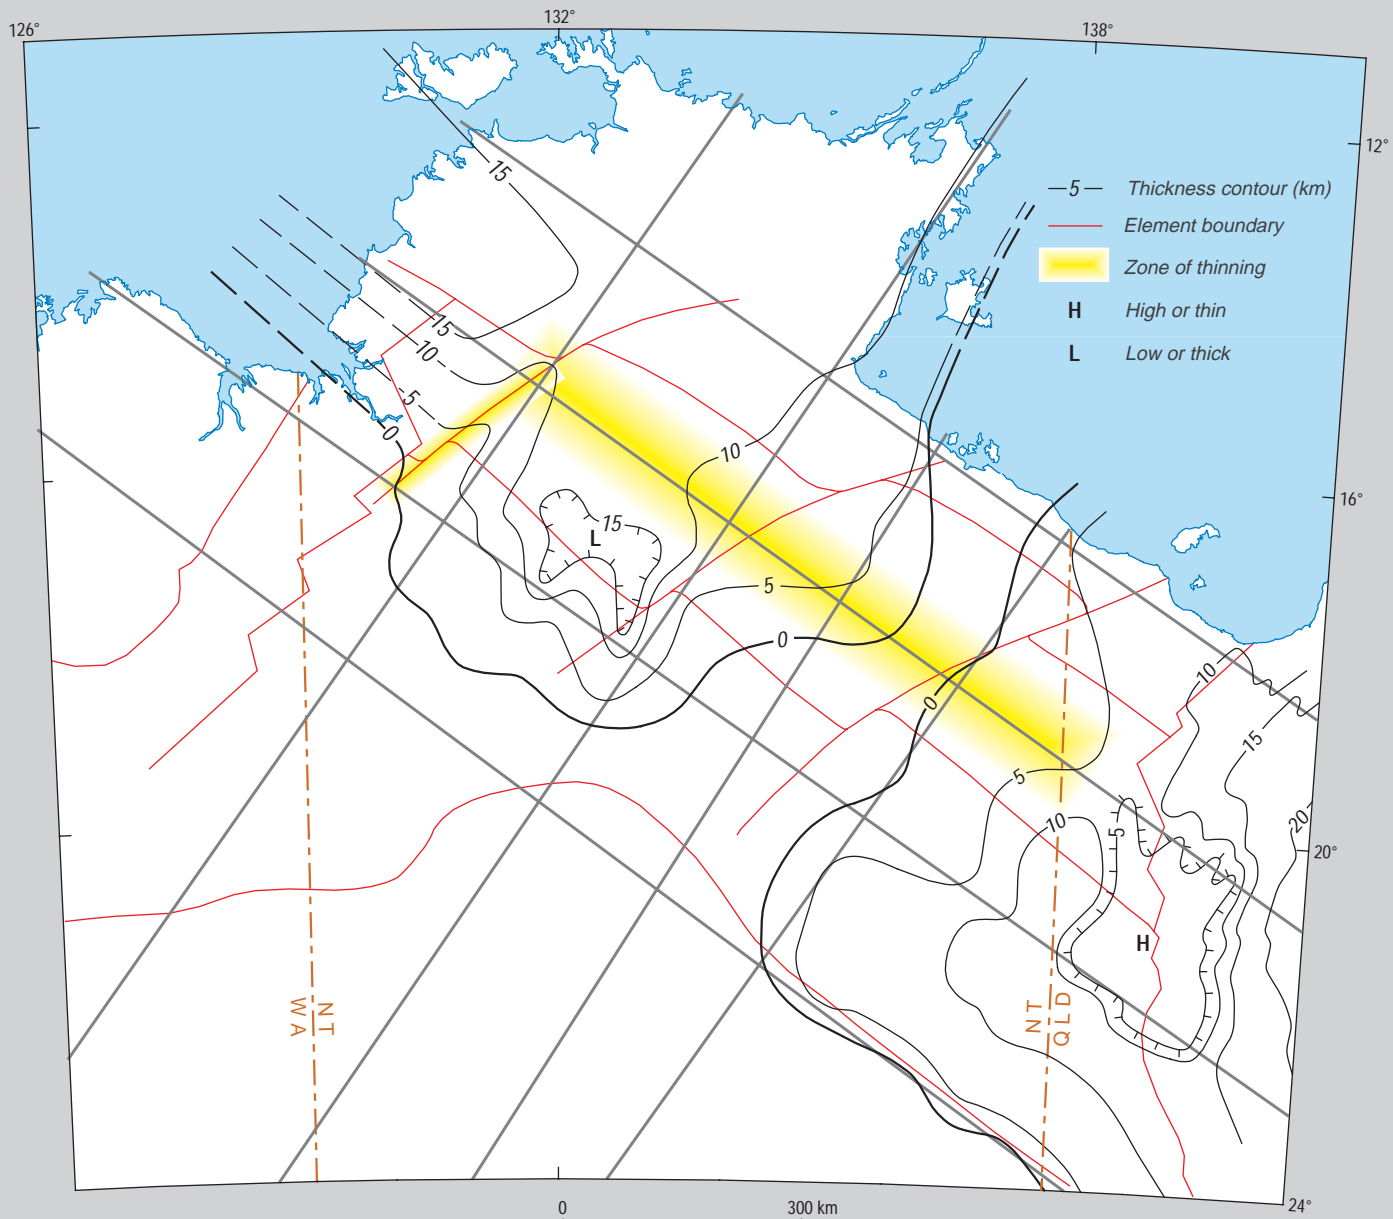 126°
132°
138°
12°
15
5 Thickness contour (km)
Element boundary
Zone of thinning
H High or thin
L Low or thick
15
10
5
0
10
15
L
16°
5
0
0
10
15
5
10
5
20
20°
H
WA
NT
NT
QLD
24°
0 300 km